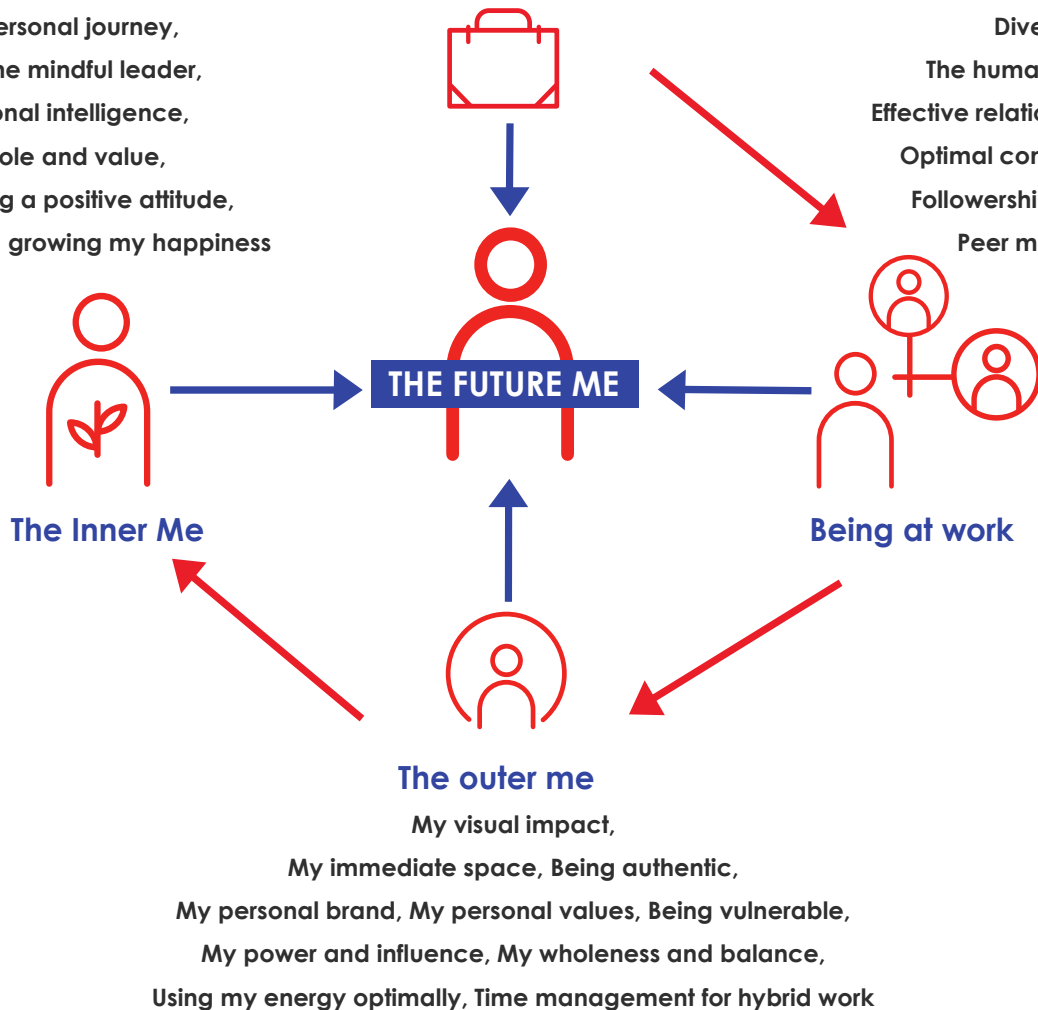 ersonal journey,
ne mindful leader,
onal intelligence,
ole and value,
g a positive attitude,
growing my happiness
Dive
The huma
Effective relatio
Optimal con
Followershi
Peer m
THE FUTURE ME
The Inner Me
Being at work
The outer me
My visual impact,
My immediate space, Being authentic,
My personal brand, My personal values, Being vulnerable,
My power and influence, My wholeness and balance,
Using my energy optimally, Time management for hybrid work